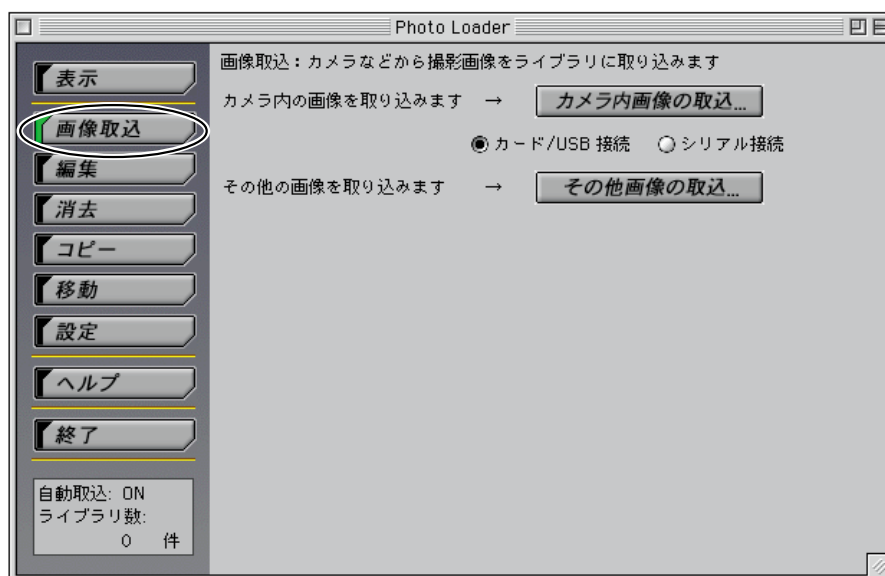 Photo Loader
表示
画像取込
編集
消去
コピー
移動
設定
ヘルプ
終了
自動取込: ON
ライブラリ数:
0 件
画像取込：カメラなどから撮影画像をライブラリに取り込みます
カメラ内の画像を取り込みます → カメラ内画像の取込...
カード/USB 接続 シリアル接続
その他の画像を取り込みます → その他画像の取込...